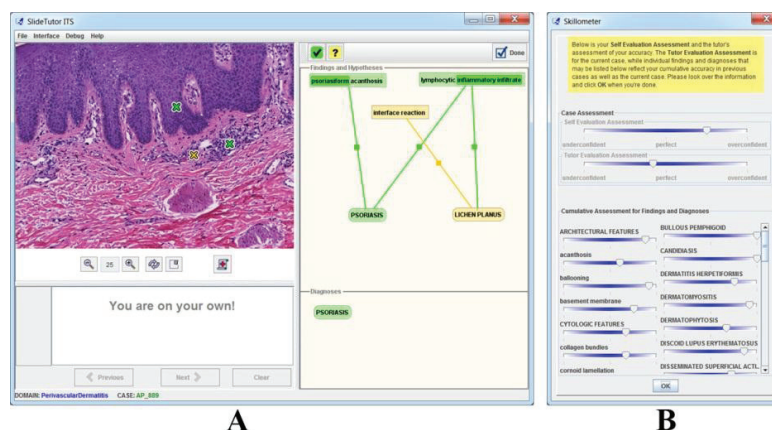 SlideTutor ITS
File Interface Debug Help
25
You are on your own!
Previous Next Clear
DOMAIN: PerivascularDermatitis CASE: AP_889
? Done
Findings and Hypotheses
psoriasiform acanthosis lymphocytic inflammatory infiltrate
interface reaction
PSORIASIS LICHEN PLANUS
Diagnoses
PSORIASIS
A
Skillometer
Below is your Self Evaluation Assessment and the tutor's
assessment of your accuracy. The Tutor Evaluation Assessment is
for the current case, while individual findings and diagnoses that
may be listed below reflect your cumulative accuracy in previous
cases as well as the current case. Please look over the information
and click OK when you're done.
Case Assessment
Self Evaluation Assessment
underconfident perfect overconfident
Tutor Evaluation Assessment
underconfident perfect overconfident
Cumulative Assessment for Findings and Diagnoses
ARCHITECTURAL FEATURES BULLOUS PEMPHIGOID
acanthosis CANDIDIASIS
ballooning DERMATITIS HERPETIFORMIS
basement membrane DERMATOMYOSITIS
CYTOLOGIC FEATURES DERMATOPHYTOSIS
collagen bundles DISCOID LUPUS ERYTHEMATOSUS
cornoid lamellation DISSEMINATED SUPERFICIAL ACTI...
OK
B